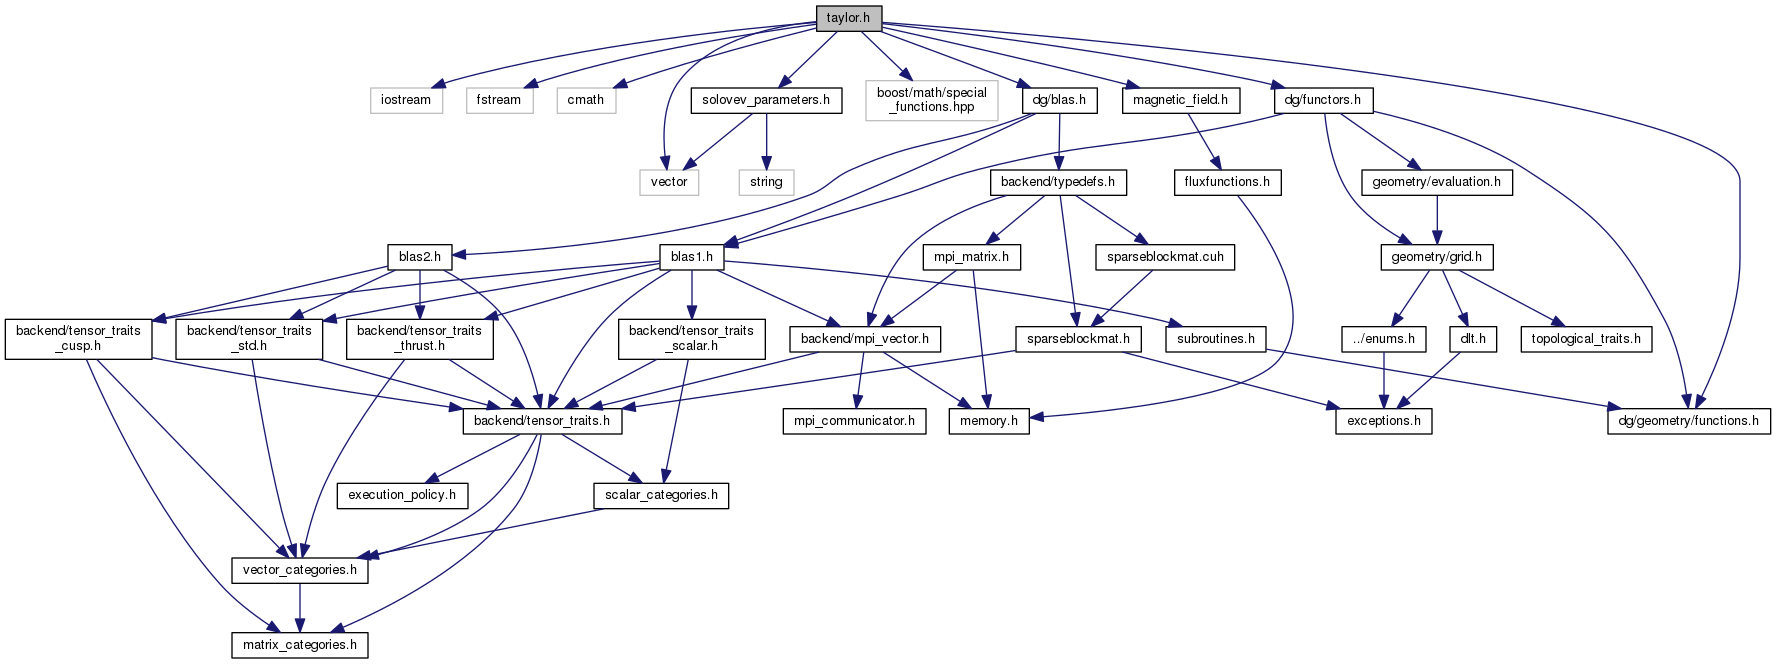 taylor.h
iostream
fstream
cmath
solovev_parameters.h
boost/math/special
_functions.hpp
dg/blas.h
magnetic_field.h
dg/functors.h
vector
string
backend/typedefs.h
fluxfunctions.h
geometry/evaluation.h
blas2.h
blas1.h
mpi_matrix.h
sparseblockmat.cuh
geometry/grid.h
backend/tensor_traits
_cusp.h
backend/tensor_traits
_std.h
backend/tensor_traits
_thrust.h
backend/tensor_traits
_scalar.h
backend/mpi_vector.h
sparseblockmat.h
subroutines.h
../enums.h
dlt.h
topological_traits.h
backend/tensor_traits.h
mpi_communicator.h
memory.h
exceptions.h
dg/geometry/functions.h
execution_policy.h
scalar_categories.h
vector_categories.h
matrix_categories.h